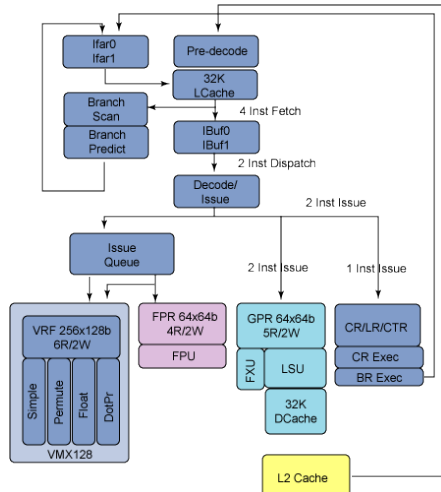 Ifar0
Ifar1
Pre-decode
32K
LCache
Branch
Scan
Branch
Predict
4 Inst Fetch
IBuf0
IBuf1
2 Inst Dispatch
Decode/
Issue
2 Inst Issue
Issue
Queue
2 Inst Issue
1 Inst Issue
VRF 256x128b
6R/2W
Simple
Permute
Float
DotPr
VMX128
FPR 64x64b
4R/2W
FPU
GPR 64x64b
5R/2W
FXU
LSU
32K
DCache
CR/LR/CTR
CR Exec
BR Exec
L2 Cache